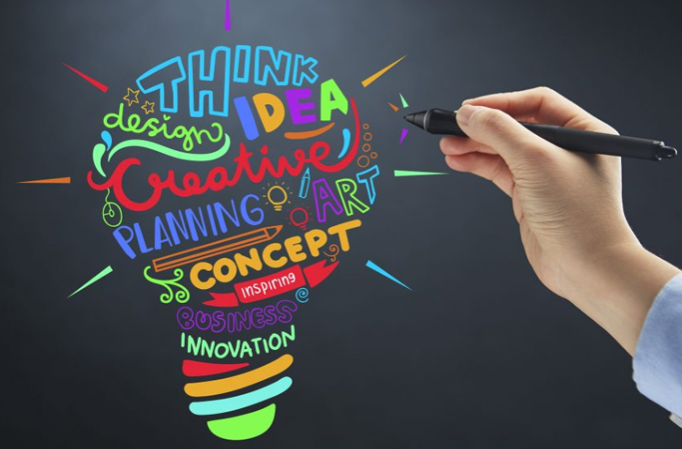 THINK
IDEA
design
Creative
PLANNING
ART
CONCEPT
Inspiring
BUSINESS
INNOVATION